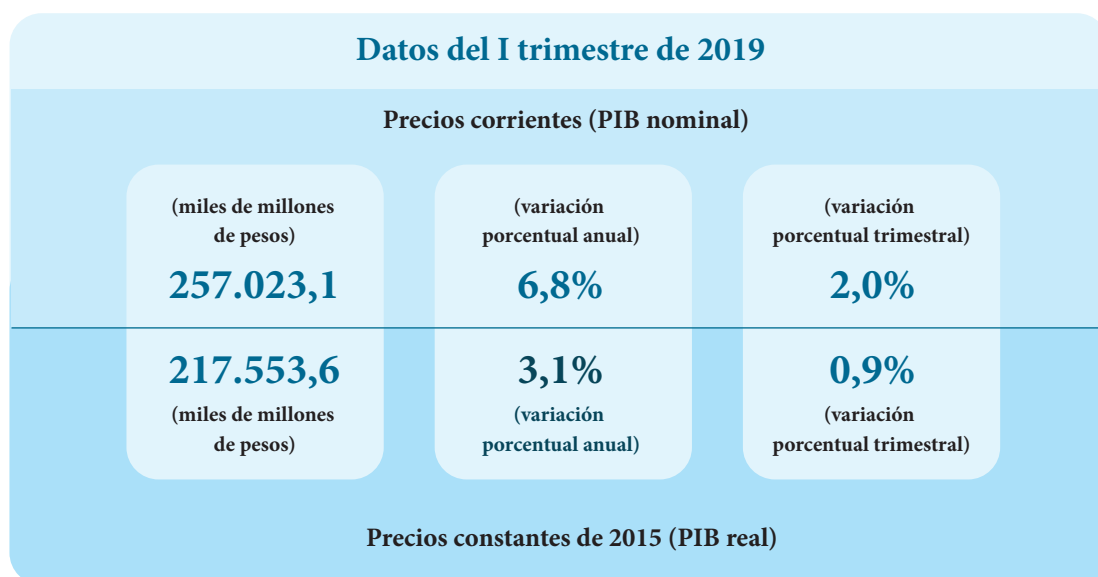 Datos del I trimestre de 2019
Precios corrientes (PIB nominal)
(miles de millones
de pesos)
257.023,1
(variación
porcentual anual)
6,8%
(variación
porcentual trimestral)
2,0%
217.553,6
(miles de millones
de pesos)
3,1%
(variación
porcentual anual)
0,9%
(variación
porcentual trimestral)
Precios constantes de 2015 (PIB real)